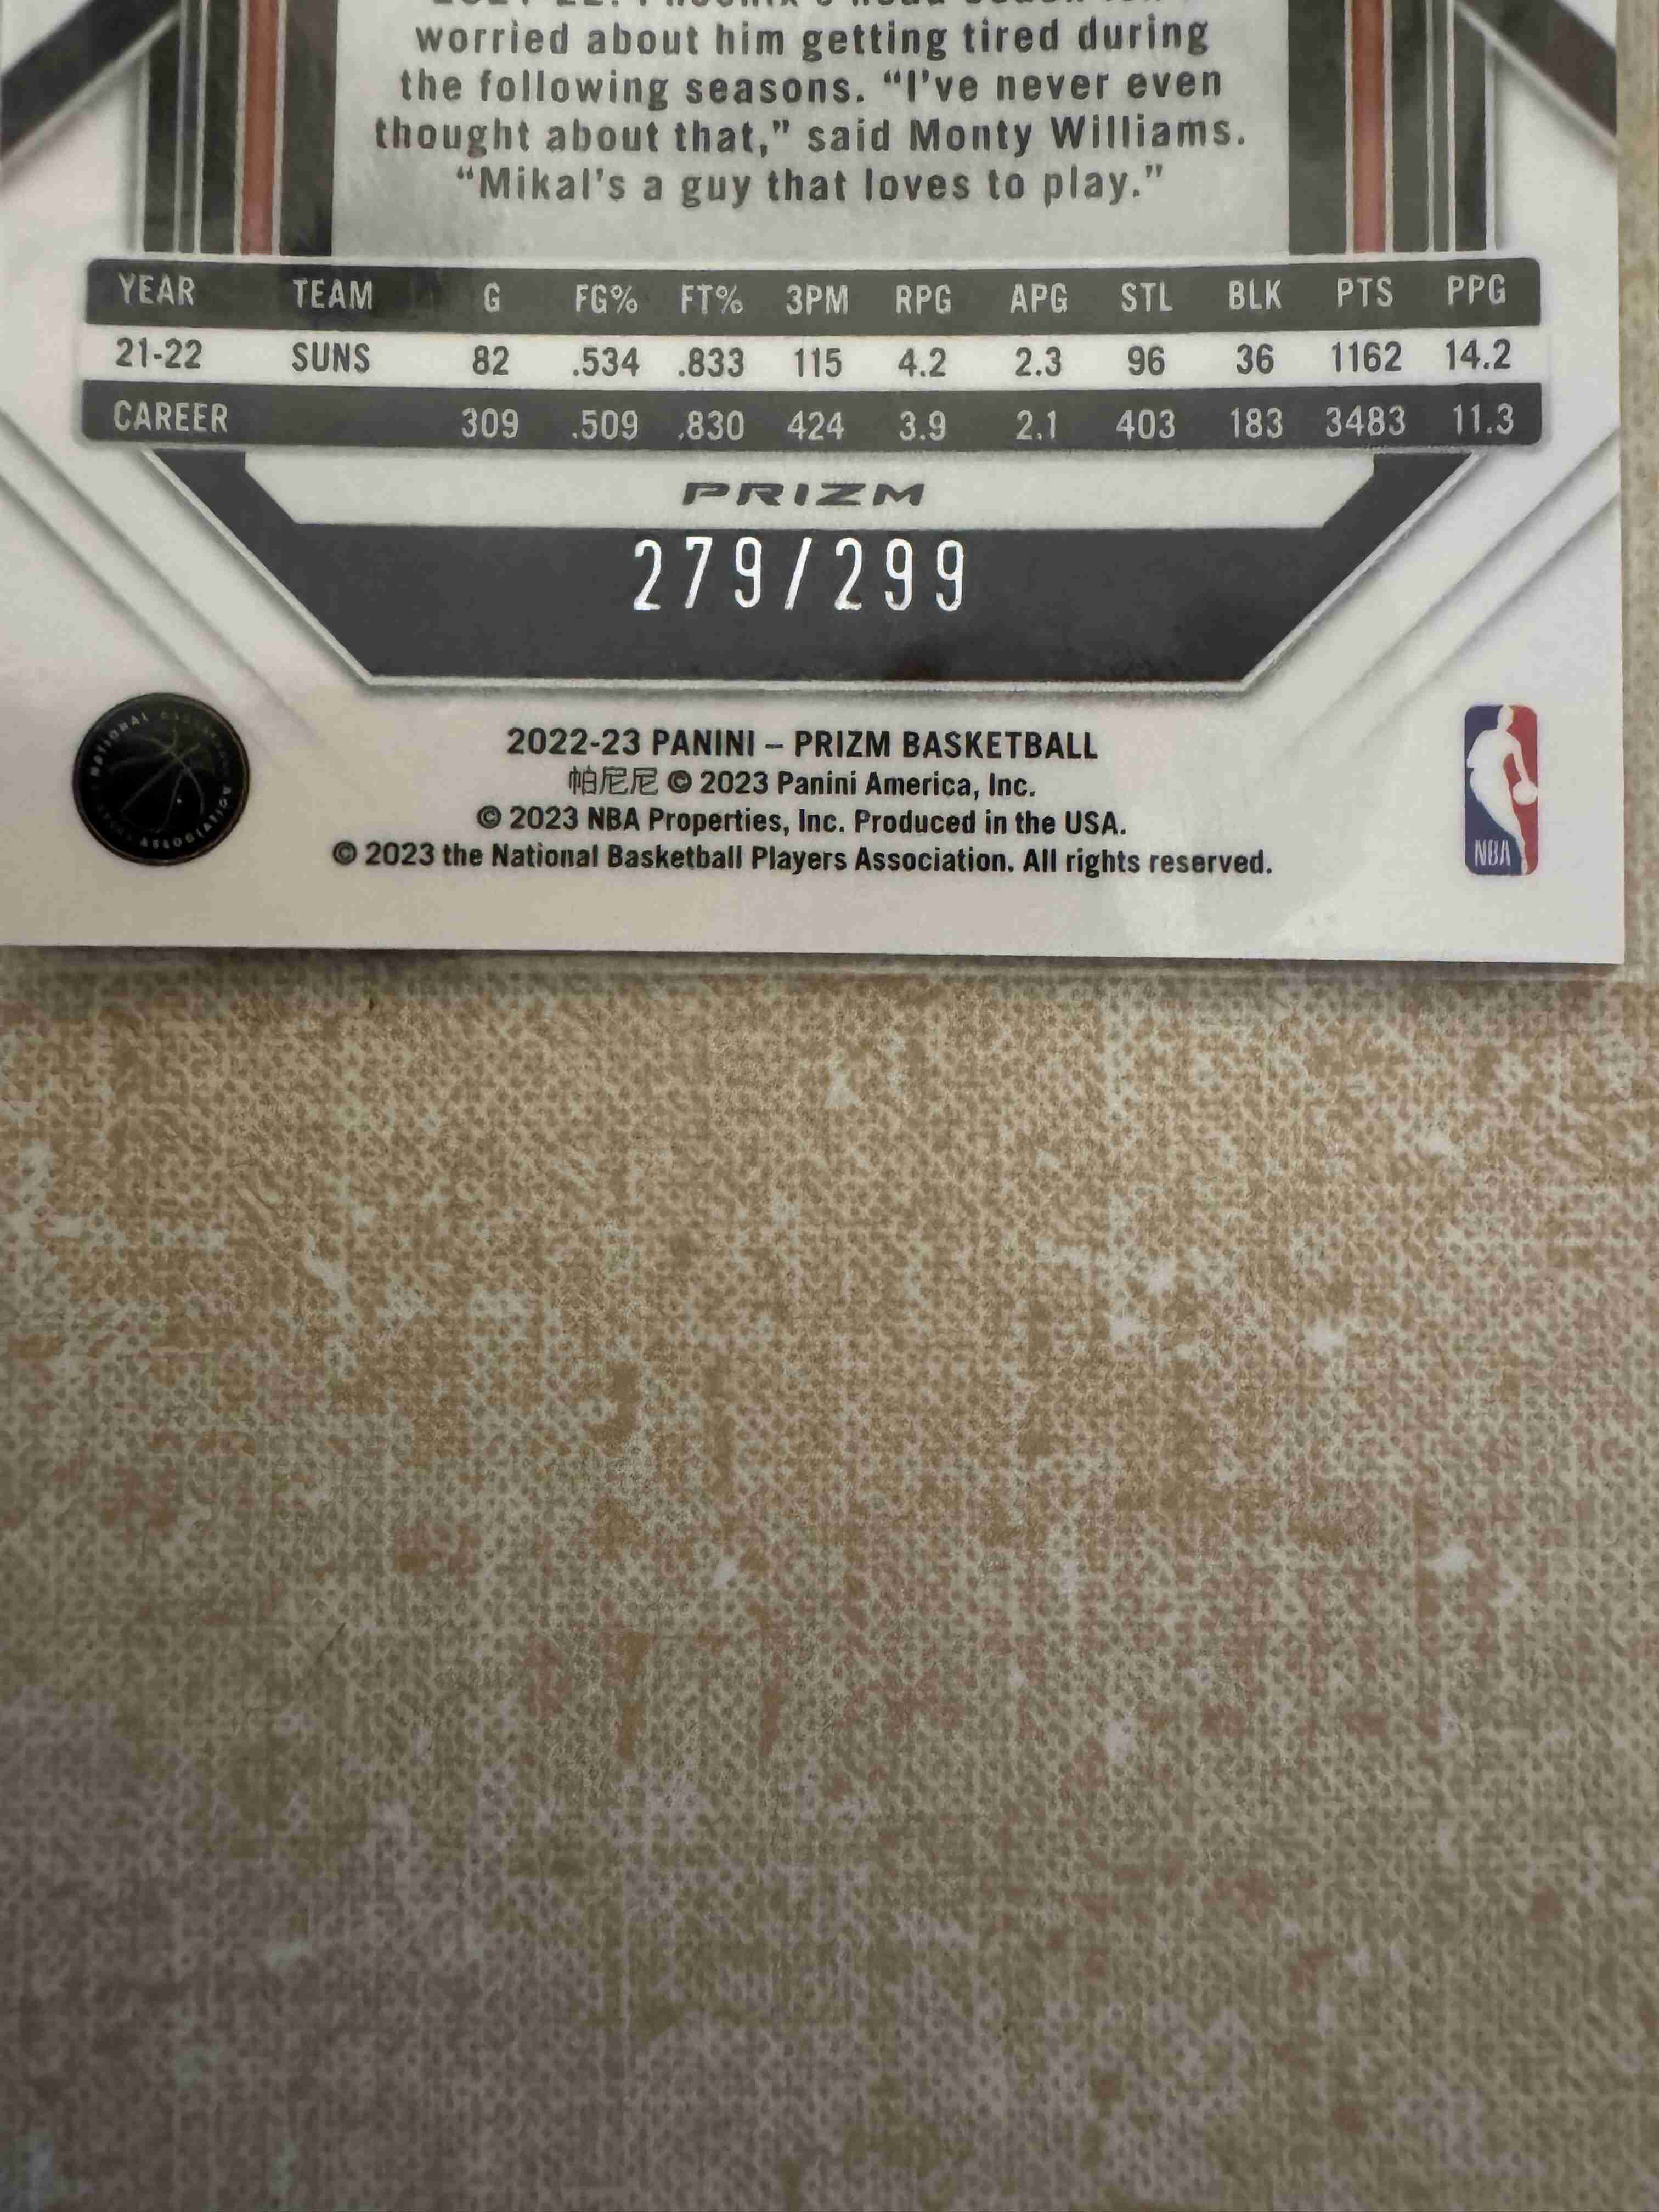 worried about him getting tired during
the following seasons. “I’ve never even
thought about that,” said Monty Williams.
“Mikal’s a guy that loves to play.”
YEAR TEAM G FG% FT% 3PM RPG APG STL BLK PTS PPG
21-22 SUNS 82 .534 .833 115 4.2 2.3 96 36 1162 14.2
CAREER 309 .509 .830 424 3.9 2.1 403 183 3483 11.3
PRIZM
279/299
2022-23 PANINI – PRIZM BASKETBALL
帕尼尼 © 2023 Panini America, Inc.
© 2023 NBA Properties, Inc. Produced in the USA.
© 2023 the National Basketball Players Association. All rights reserved.
NATIONAL BASKETBALL
ASSOCIATION
NBA